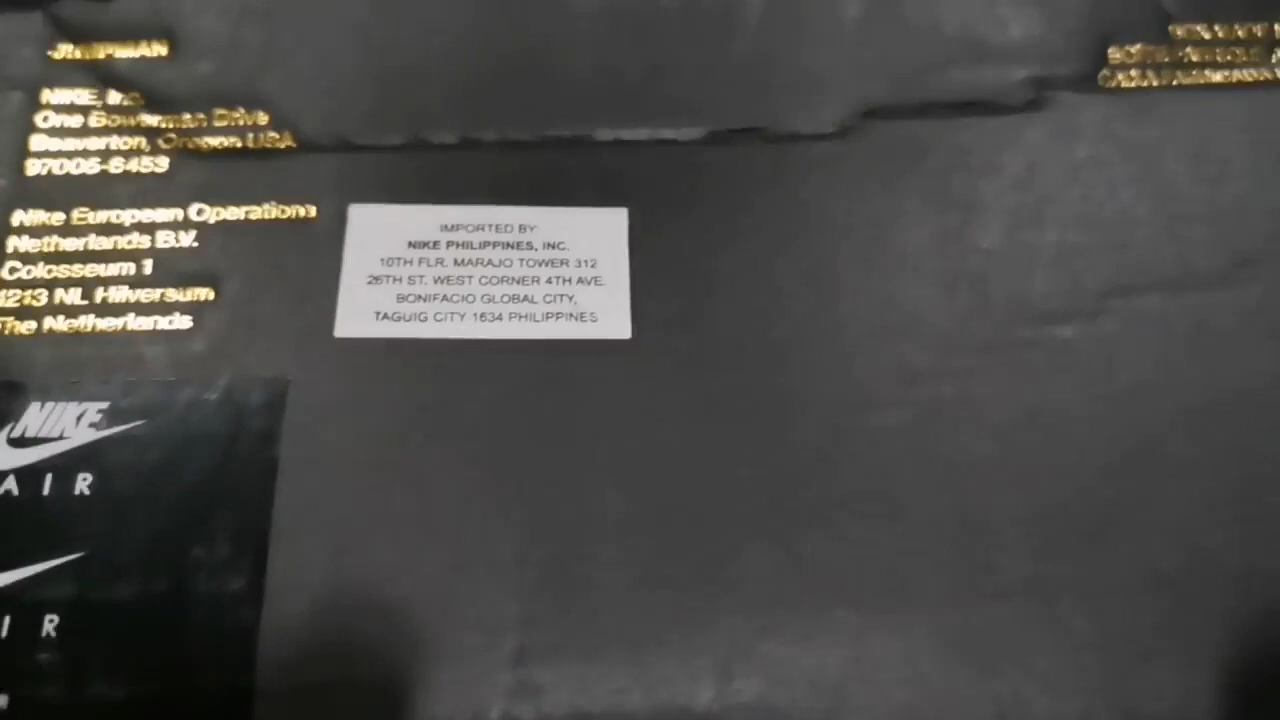 JUMPMAN
NIKE, Inc.
One Bowerman Drive
Beaverton, Oregon USA
97005-6453
Nike European Operations
Netherlands B.V.
Colosseum 1
1213 NL Hilversum
The Netherlands
IMPORTED BY
NIKE PHILIPPINES, INC.
10TH FLR. MARAJO TOWER 312
26TH ST. WEST CORNER 4TH AVE.
BONIFACIO GLOBAL CITY,
TAGUIG CITY 1634 PHILIPPINES
NIKE
AIR
IR